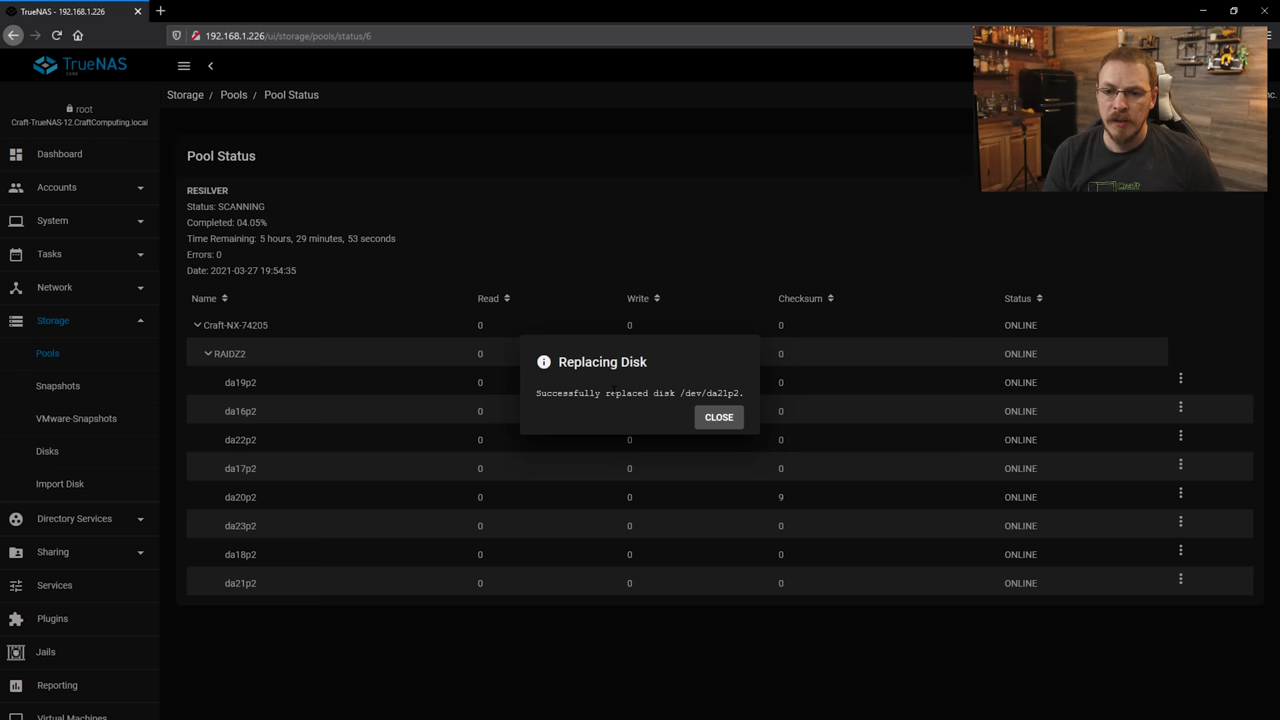 TrueNAS - 192.168.1.226
192.168.1.226/ui/storage/pools/status/6
TrueNAS
CORE
Storage / Pools / Pool Status
root
Craft-TrueNAS-12.CraftComputing.local
Dashboard
Accounts
System
Tasks
Network
Storage
Pools
Snapshots
VMware-Snapshots
Disks
Import Disk
Directory Services
Sharing
Services
Plugins
Jails
Reporting
Virtual Machines
Pool Status
RESILVER
Status: SCANNING
Completed: 04.05%
Time Remaining: 5 hours, 29 minutes, 53 seconds
Errors: 0
Date: 2021-03-27 19:54:35
Name Read Write Checksum Status
Craft-NX-74205 0 0 0 ONLINE
RAIDZ2 0 0 ONLINE
da19p2 0 0 ONLINE
da16p2 0 0 ONLINE
da22p2 0 0 0 ONLINE
da17p2 0 0 0 ONLINE
da20p2 0 0 9 ONLINE
da23p2 0 0 0 ONLINE
da18p2 0 0 0 ONLINE
da21p2 0 0 0 ONLINE
Replacing Disk
Successfully replaced disk /dev/da21p2.
CLOSE
nc.